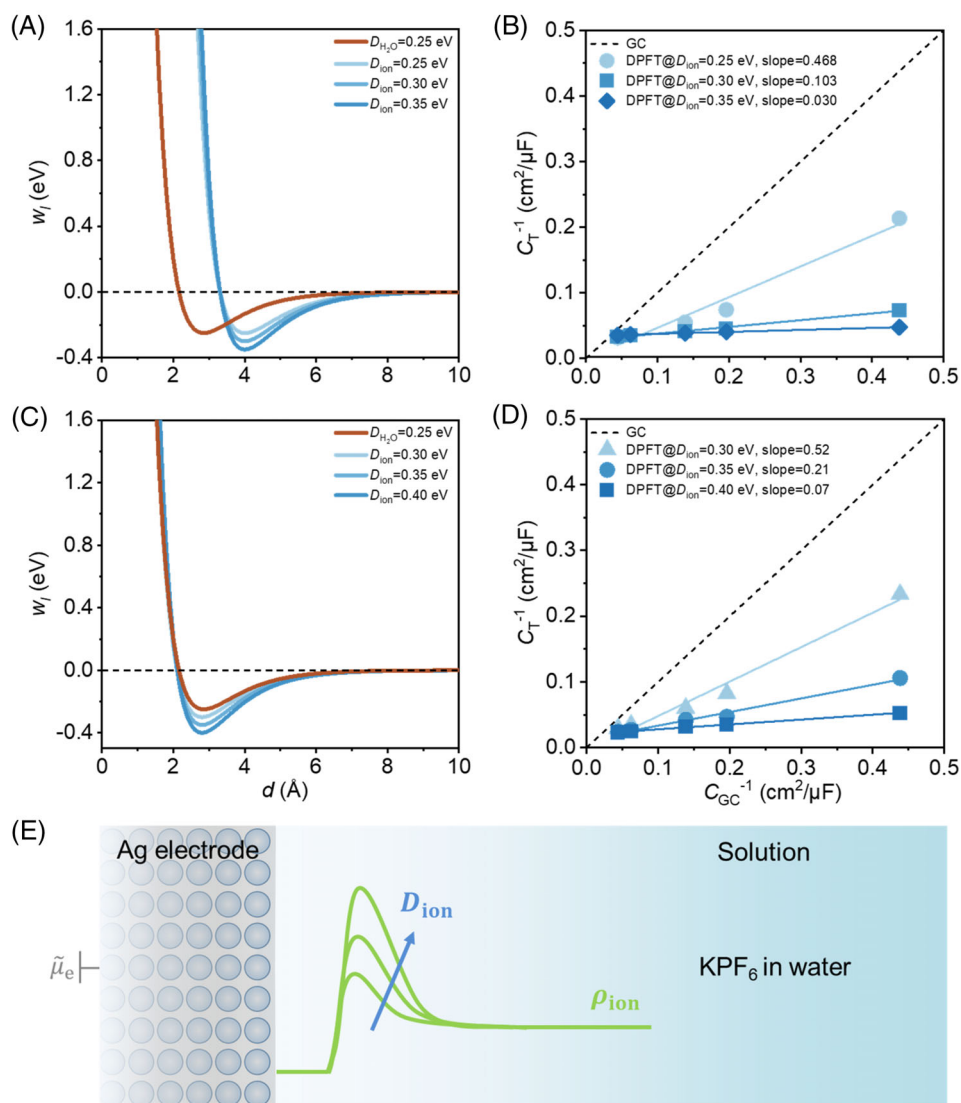 (A)
1.6
1.2
0.8
0.4
0.0
-0.4
w_l (eV)
D_H₂O=0.25 eV
D_ion=0.25 eV
D_ion=0.30 eV
D_ion=0.35 eV
0 2 4 6 8 10
(B)
0.5
0.4
0.3
0.2
0.1
0.0
C_T⁻¹ (cm²/µF)
GC
DPFT@D_ion=0.25 eV, slope=0.468
DPFT@D_ion=0.30 eV, slope=0.103
DPFT@D_ion=0.35 eV, slope=0.030
0.0 0.1 0.2 0.3 0.4 0.5
(C)
1.6
1.2
0.8
0.4
0.0
-0.4
w_l (eV)
D_H₂O=0.25 eV
D_ion=0.30 eV
D_ion=0.35 eV
D_ion=0.40 eV
0 2 4 6 8 10
d (Å)
(D)
0.5
0.4
0.3
0.2
0.1
0.0
C_T⁻¹ (cm²/µF)
GC
DPFT@D_ion=0.30 eV, slope=0.52
DPFT@D_ion=0.35 eV, slope=0.21
DPFT@D_ion=0.40 eV, slope=0.07
0.0 0.1 0.2 0.3 0.4 0.5
C_GC⁻¹ (cm²/µF)
(E)
Ag electrode
Solution
D_ion
μ̃_e
KPF₆ in water
ρ_ion